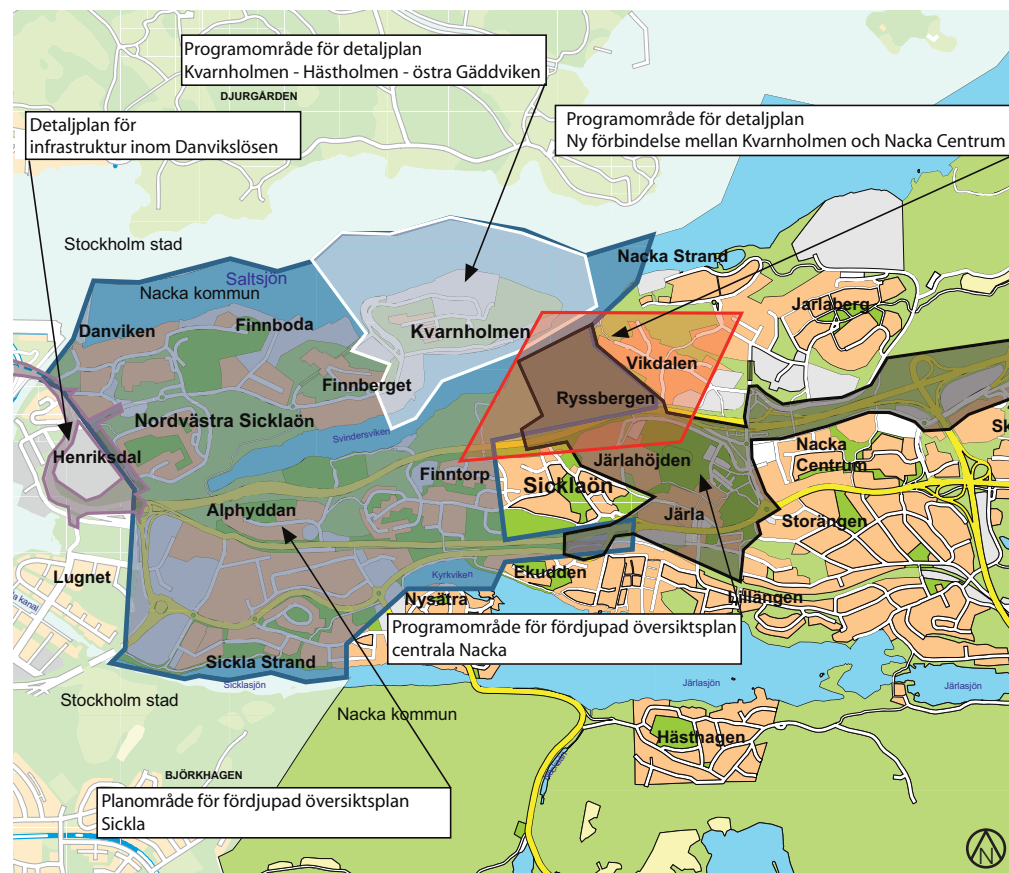 Programområde för detaljplan
Kvarnholmen - Hästholmen - östra Gäddviken
DJURGÅRDEN
Detaljplan för
infrastruktur inom Danvikslösen
Programområde för detaljplan
Ny förbindelse mellan Kvarnholmen och Nacka Centrum
Stockholm stad
Saltsjön
Nacka kommun
Nacka Strand
Jarlaberg
Danviken
Finnboda
Kvarnholmen
Vikdalen
Finnberget
Ryssbergen
Nordvästra Sicklaön
Svindersviken
Henriksdal
Finntorp
Järlahöjden
Nacka
Centrum
Sk
Sicklaön
Alphyddan
Järla
Storängen
Lugnet
Kyrkviken
Ekudden
Nysätra
Lillängen
a kanal
Programområde för fördjupad översiktsplan
centrala Nacka
Sickla Strand
Sicklasjön
Järlasjön
Järlasjön
Stockholm stad
Nacka kommun
Hästhagen
BJÖRKHAGEN
Planområde för fördjupad översiktsplan
Sickla
N